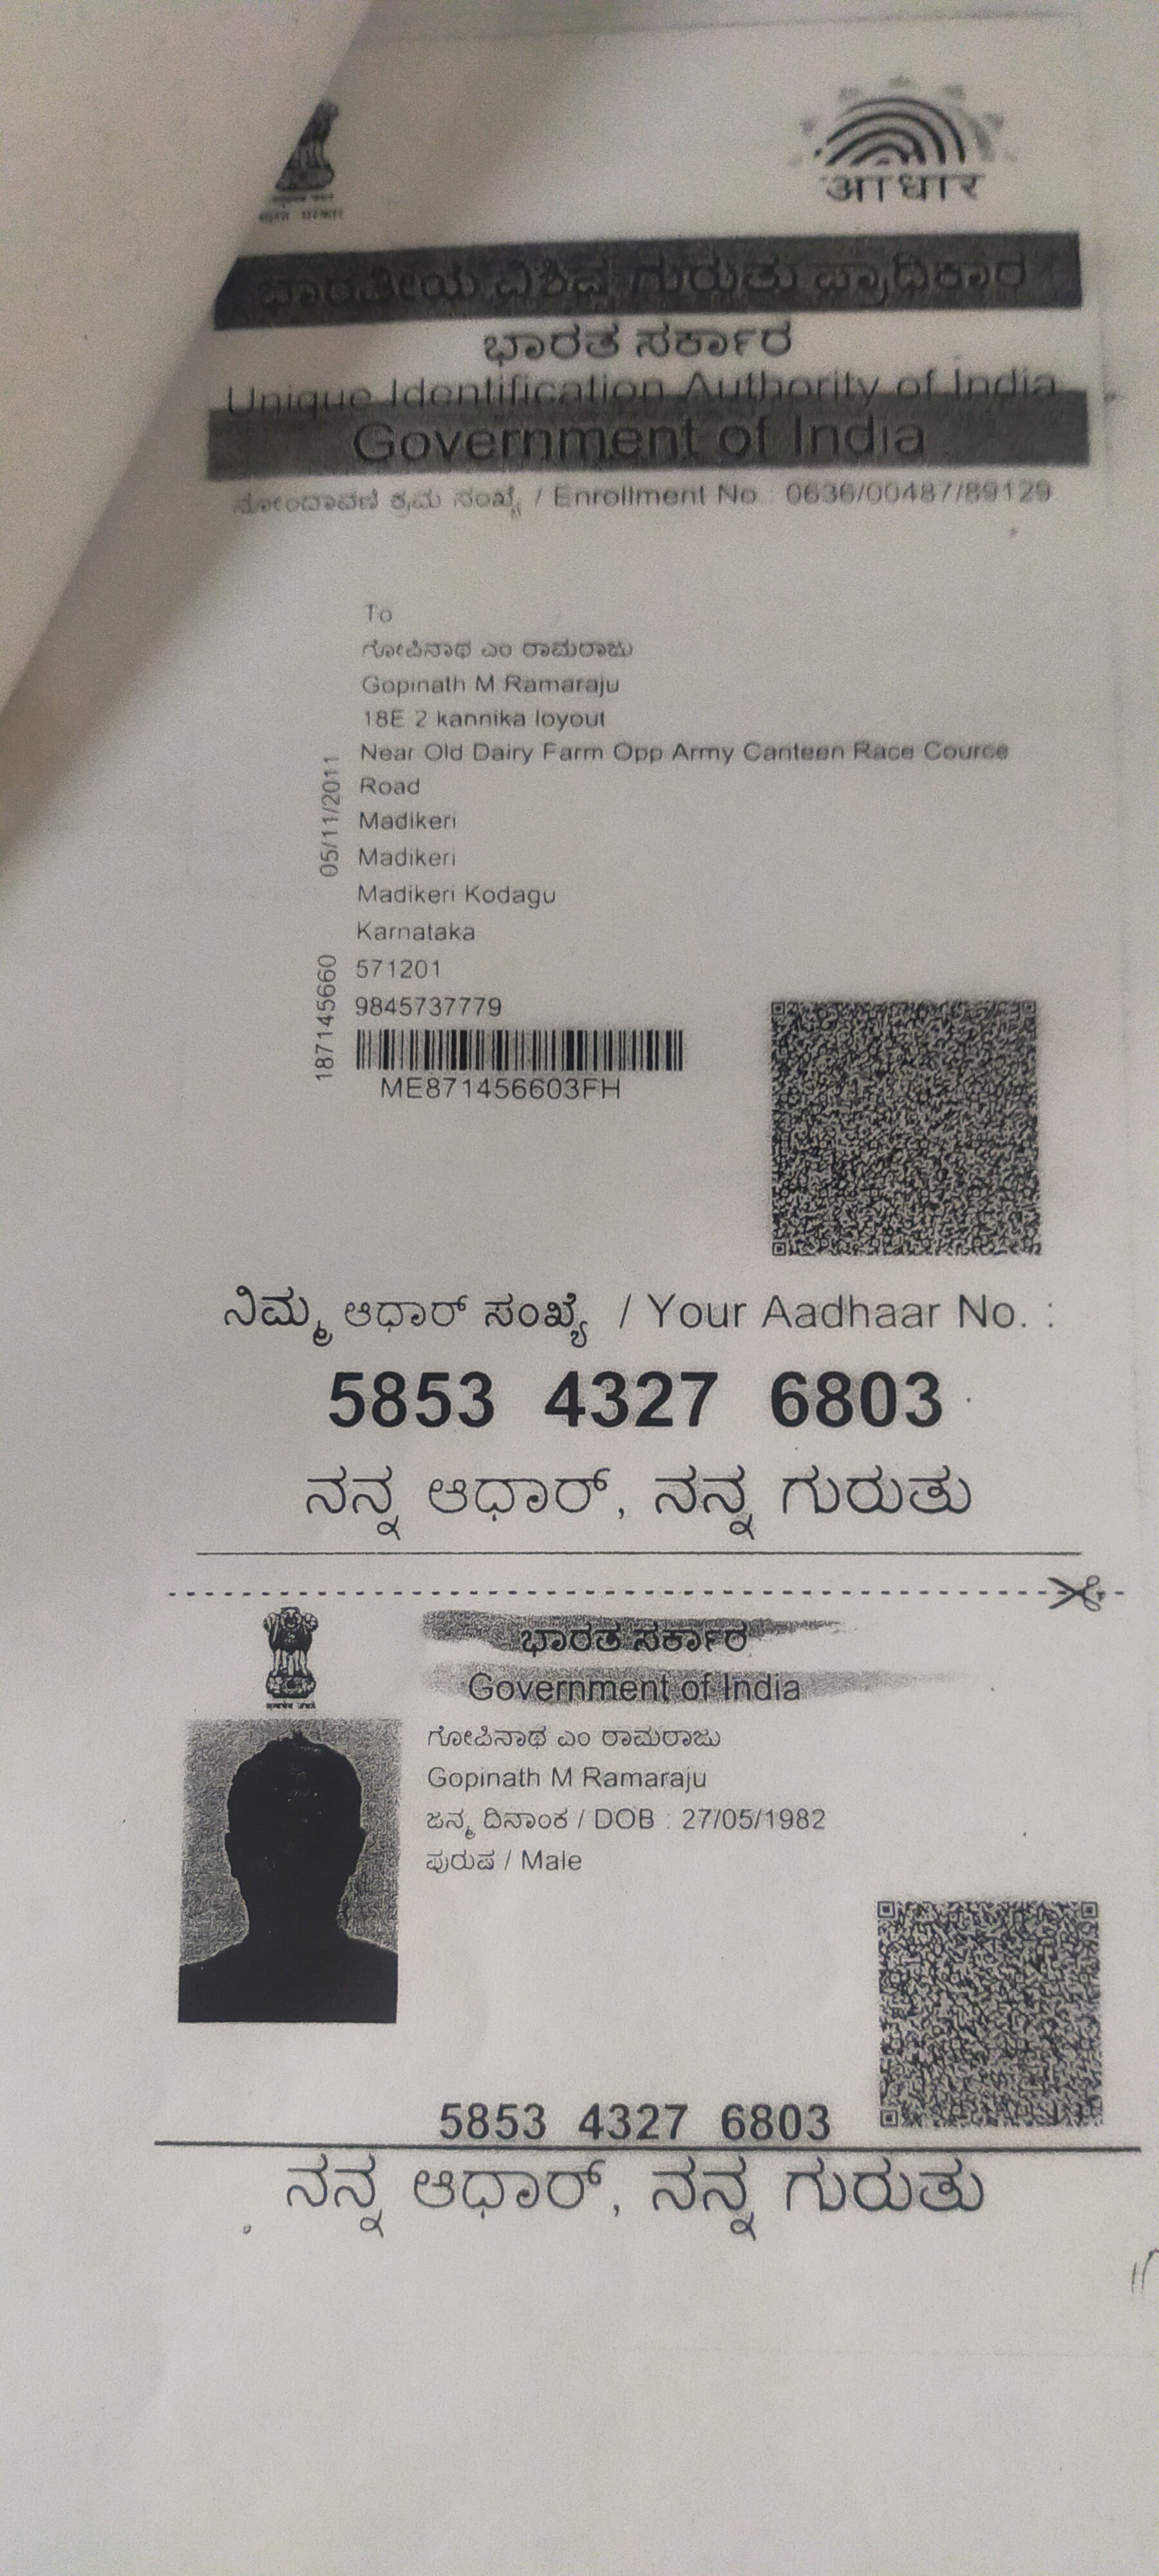 आधार
ಭಾರತೀಯ ವಿಶಿಷ್ಟ ಗುರುತು ಪ್ರಾಧಿಕಾರ
ಭಾರತ ಸರ್ಕಾರ
Unique Identification Authority of India
Government of India
ನೋಂದಾವಣಿ ಕ್ರಮ ಸಂಖ್ಯೆ / Enrollment No : 0636/00487/89129
To
ಗೋಪಿನಾಥ ಎಂ ರಾಮರಾಜು
Gopinath M Ramaraju
18E 2 kannika loyout
Near Old Dairy Farm Opp Army Canteen Race Cource
Road
Madikeri
Madikeri
Madikeri Kodagu
Karnataka
571201
9845737779
187145660 05/11/2011
ME871456603FH
ನಿಮ್ಮ ಆಧಾರ್ ಸಂಖ್ಯೆ / Your Aadhaar No. :
5853 4327 6803
ನನ್ನ ಆಧಾರ್, ನನ್ನ ಗುರುತು
ಭಾರತ ಸರ್ಕಾರ
Government of India
ಗೋಪಿನಾಥ ಎಂ ರಾಮರಾಜು
Gopinath M Ramaraju
ಜನ್ಮ ದಿನಾಂಕ / DOB : 27/05/1982
ಪುರುಷ / Male
5853 4327 6803
ನನ್ನ ಆಧಾರ್, ನನ್ನ ಗುರುತು